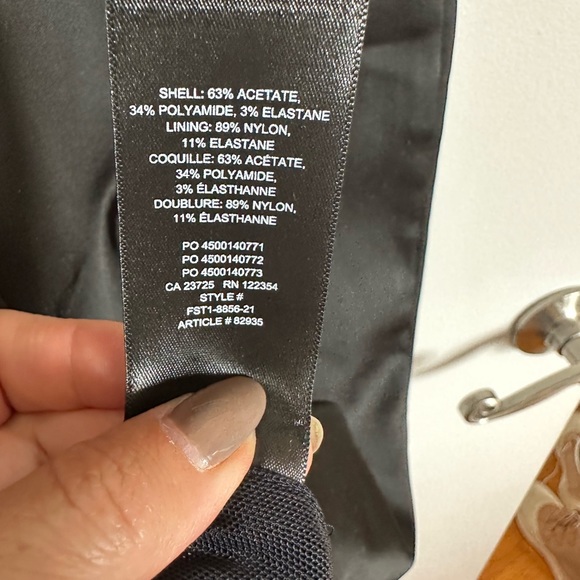 SHELL: 63% ACETATE,
34% POLYAMIDE, 3% ELASTANE
LINING: 89% NYLON,
11% ELASTANE
COQUILLE: 63% ACÉTATE,
34% POLYAMIDE,
3% ÉLASTHANNE
DOUBLURE: 89% NYLON,
11% ÉLASTHANNE
PO 4500140771
PO 4500140772
PO 4500140773
CA 23725 RN 122354
STYLE #
FST1-8856-21
ARTICLE # 82935